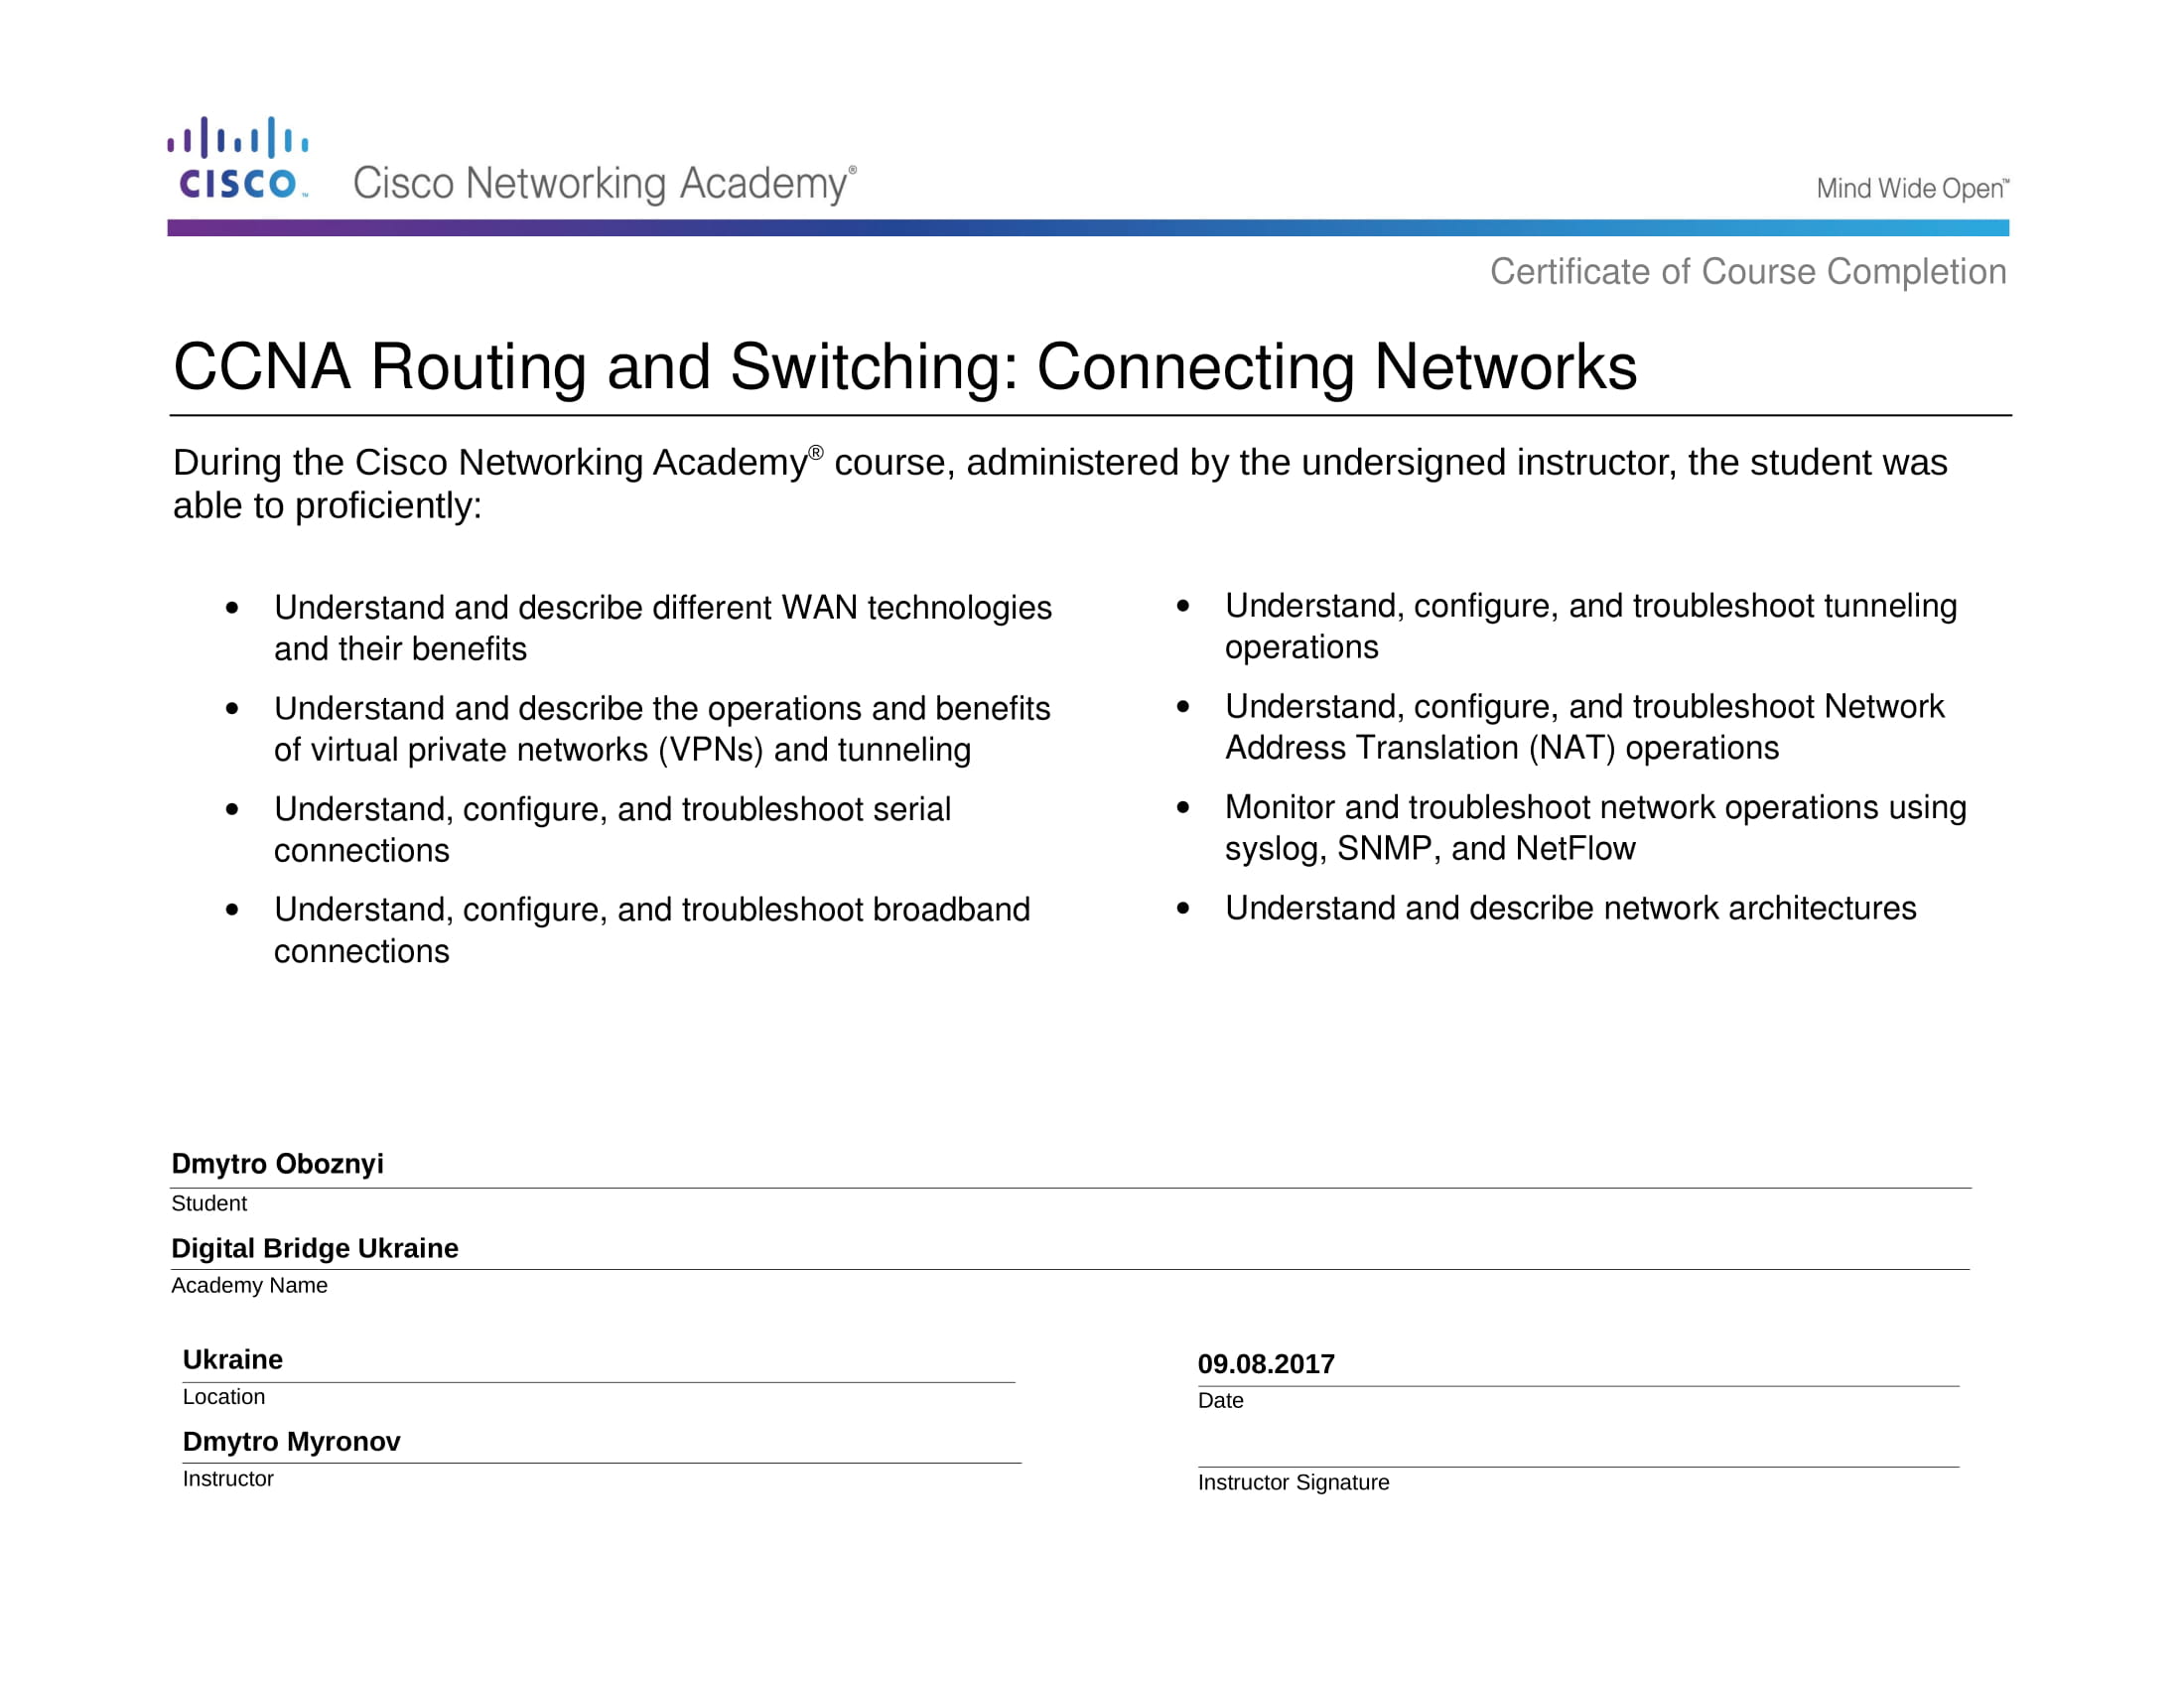 CISCO™ Cisco Networking Academy® Mind Wide Open™
Certificate of Course Completion
CCNA Routing and Switching: Connecting Networks
During the Cisco Networking Academy® course, administered by the undersigned instructor, the student was
able to proficiently:
• Understand and describe different WAN technologies
and their benefits
• Understand and describe the operations and benefits
of virtual private networks (VPNs) and tunneling
• Understand, configure, and troubleshoot serial
connections
• Understand, configure, and troubleshoot broadband
connections
• Understand, configure, and troubleshoot tunneling
operations
• Understand, configure, and troubleshoot Network
Address Translation (NAT) operations
• Monitor and troubleshoot network operations using
syslog, SNMP, and NetFlow
• Understand and describe network architectures
Dmytro Oboznyi
Student
Digital Bridge Ukraine
Academy Name
Ukraine
Location
09.08.2017
Date
Dmytro Myronov
Instructor
Instructor Signature